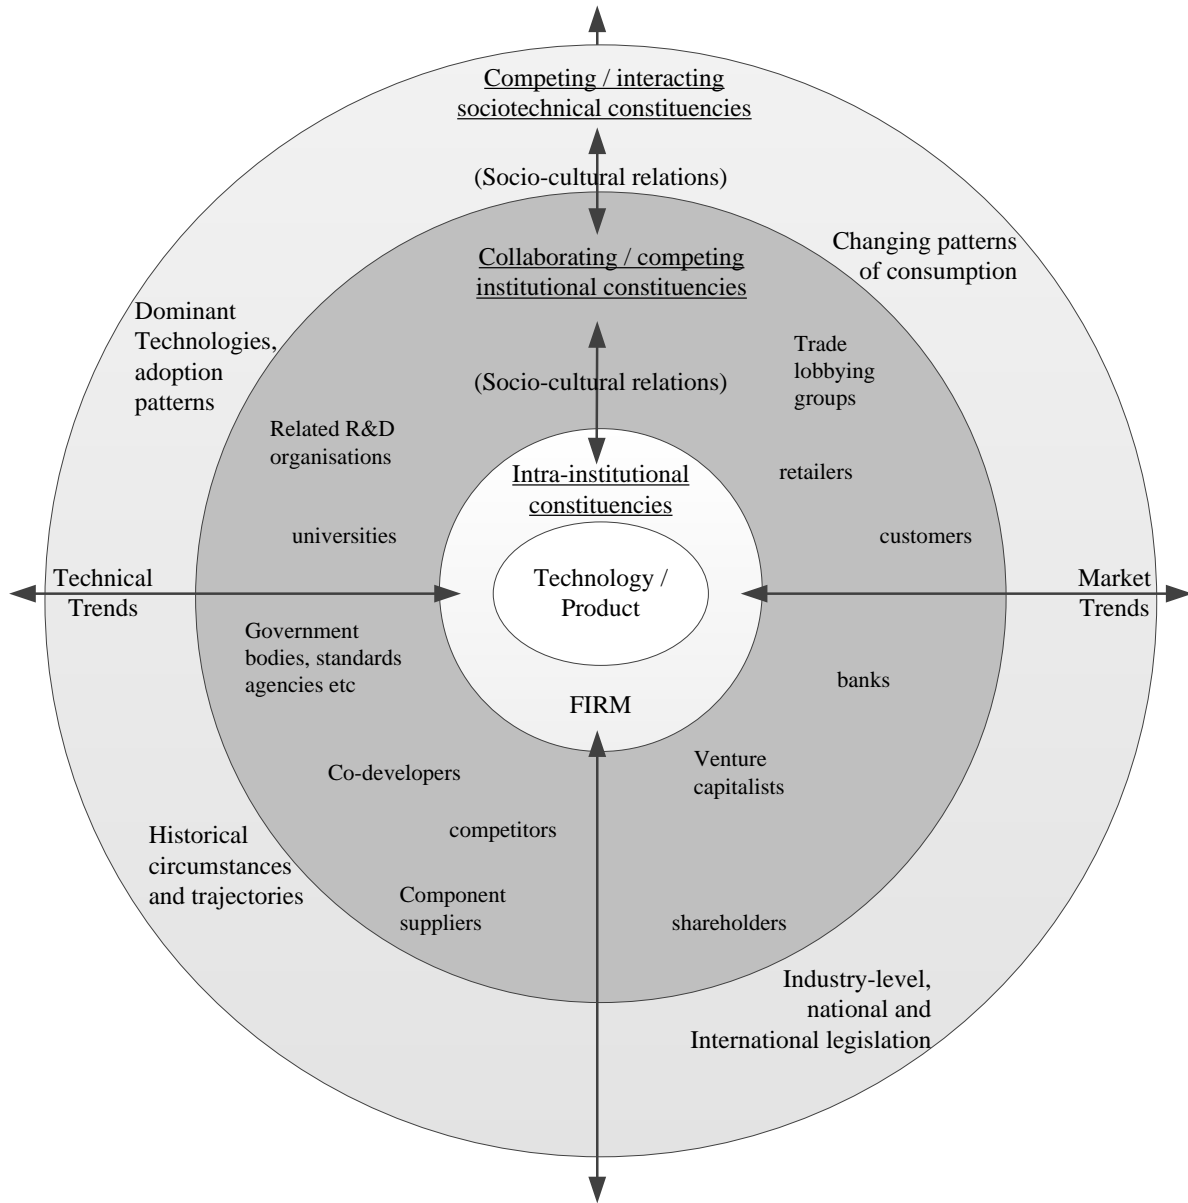 Competing / interacting
sociotechnical constituencies
(Socio-cultural relations)
Changing patterns
of consumption
Collaborating / competing
institutional constituencies
Dominant
Technologies,
adoption
patterns
Trade
lobbying
groups
(Socio-cultural relations)
Related R&D
organisations
retailers
Intra-institutional
constituencies
universities
customers
Technical
Trends
Technology /
Product
Market
Trends
Government
bodies, standards
agencies etc
banks
FIRM
Co-developers
Venture
capitalists
competitors
Historical
circumstances
and trajectories
Component
suppliers
shareholders
Industry-level,
national and
International legislation